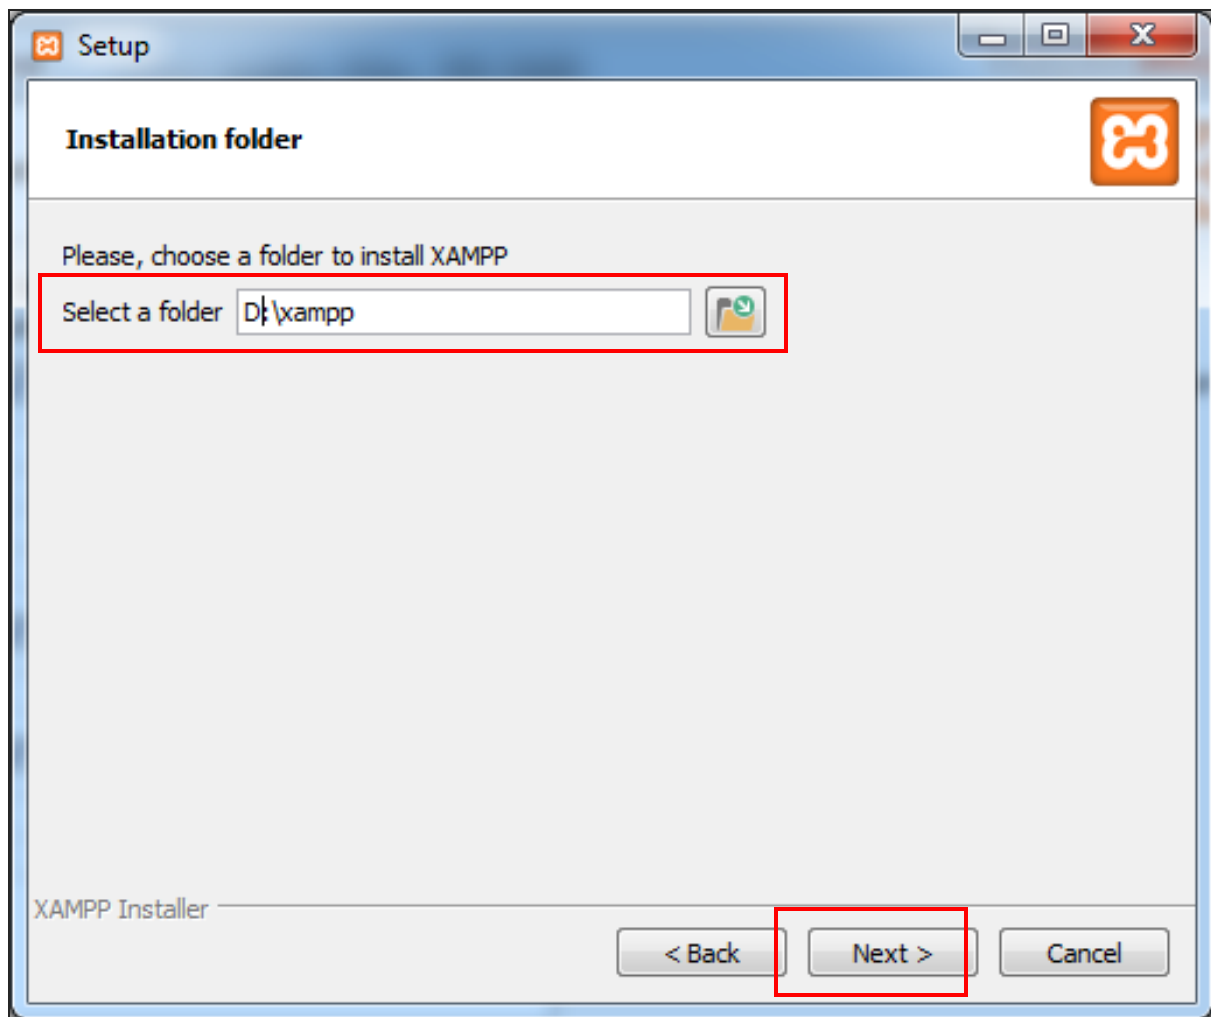 Setup
Installation folder
Please, choose a folder to install XAMPP
Select a folder D:\xampp
XAMPP Installer
< Back Next > Cancel